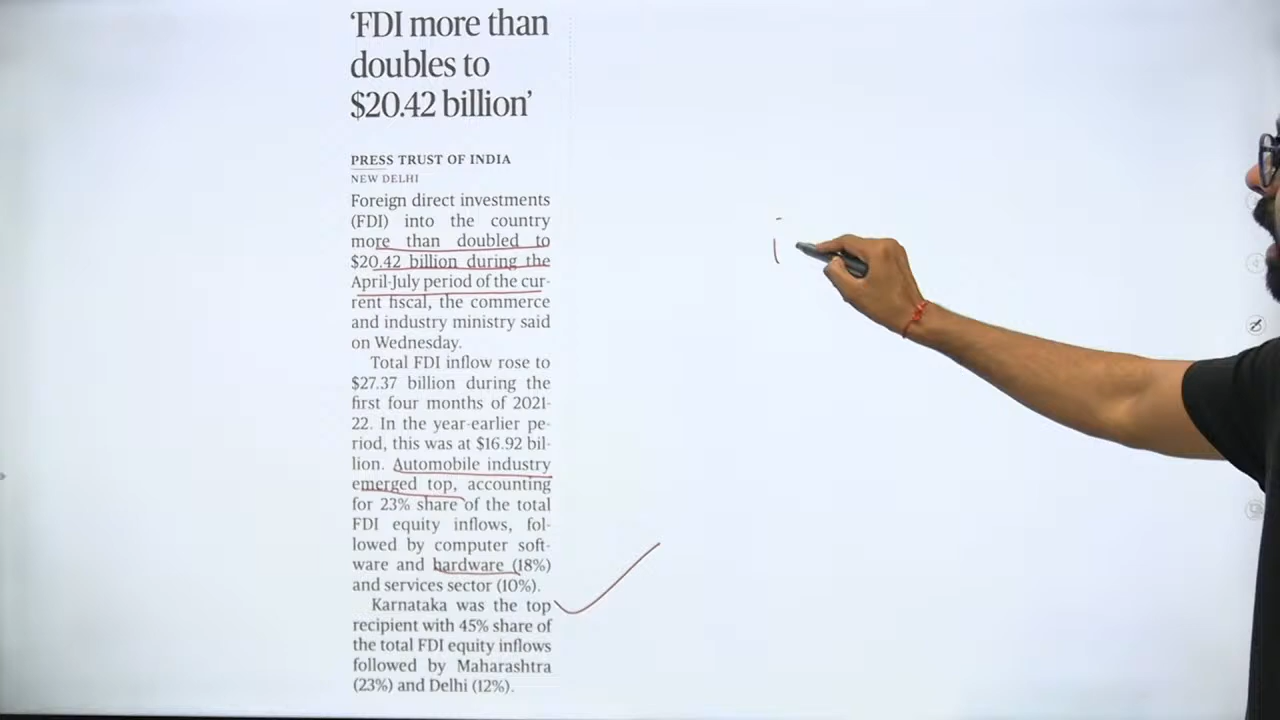 ‘FDI more than
doubles to
$20.42 billion’
PRESS TRUST OF INDIA
NEW DELHI
Foreign direct investments
(FDI) into the country
more than doubled to
$20.42 billion during the
April-July period of the cur-
rent fiscal, the commerce
and industry ministry said
on Wednesday.
Total FDI inflow rose to
$27.37 billion during the
first four months of 2021-
22. In the year-earlier pe-
riod, this was at $16.92 bil-
lion. Automobile industry
emerged top, accounting
for 23% share of the total
FDI equity inflows, fol-
lowed by computer soft-
ware and hardware (18%)
and services sector (10%).
Karnataka was the top
recipient with 45% share of
the total FDI equity inflows
followed by Maharashtra
(23%) and Delhi (12%).